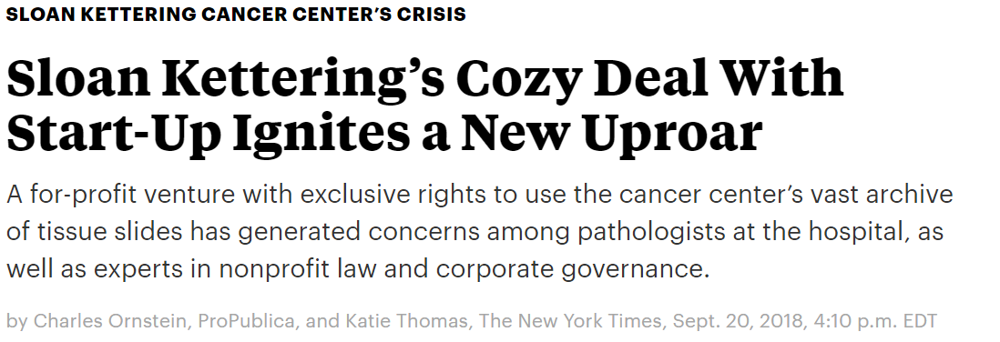 SLOAN KETTERING CANCER CENTER’S CRISIS
Sloan Kettering’s Cozy Deal With
Start-Up Ignites a New Uproar
A for-profit venture with exclusive rights to use the cancer center’s vast archive
of tissue slides has generated concerns among pathologists at the hospital, as
well as experts in nonprofit law and corporate governance.
by Charles Ornstein, ProPublica, and Katie Thomas, The New York Times, Sept. 20, 2018, 4:10 p.m. EDT